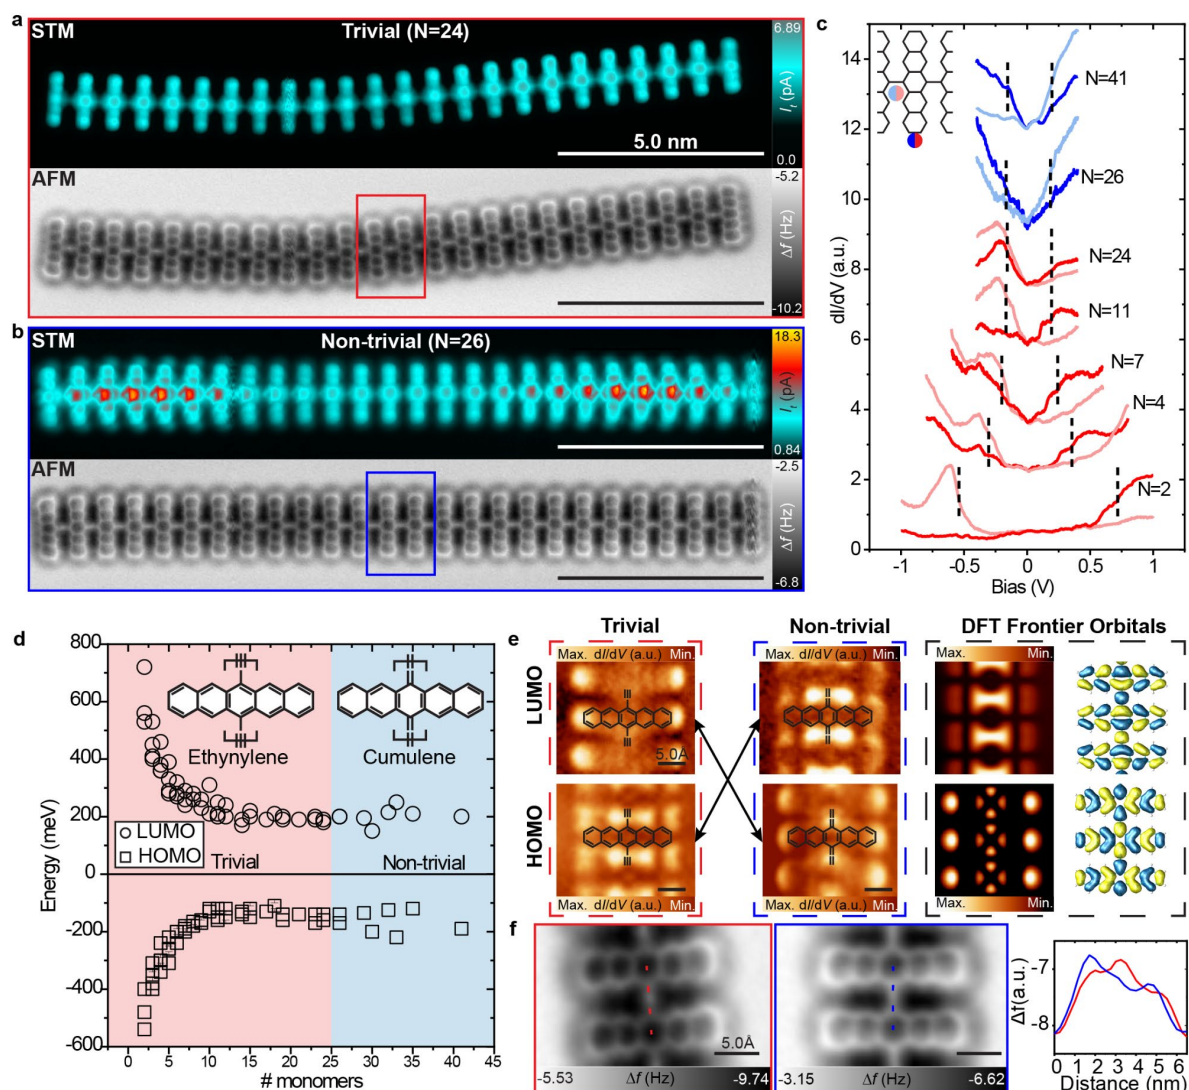 a
STM
Trivial (N=24)
6.89
It (pA)
0.0
5.0 nm
AFM
-5.2
Δf (Hz)
-10.2
b
STM
Non-trivial (N=26)
18.3
It (pA)
0.84
AFM
-2.5
Δf (Hz)
-6.8
c
14
12
10
8
6
4
2
0
dI/dV (a.u.)
N=41
N=26
N=24
N=11
N=7
N=4
N=2
-1 -0.5 0 0.5 1
Bias (V)
d
800
600
400
200
0
-200
-400
-600
Energy (meV)
Ethynylene
Cumulene
LUMO
HOMO
Trivial
Non-trivial
0 5 10 15 20 25 30 35 40 45
# monomers
e
Trivial
Non-trivial
DFT Frontier Orbitals
Max. dI/dV (a.u.) Min.
Max. dI/dV (a.u.) Min.
Max. Min.
LUMO
5.0Å
HOMO
Max. dI/dV (a.u.) Min.
Max. dI/dV (a.u.) Min.
Max. Min.
f
5.0Å
-5.53 Δf (Hz) -9.74
-3.15 Δf (Hz) -6.62
Δf(a.u.)
-7
-8
0 1 2 3 4 5 6
Distance (nm)